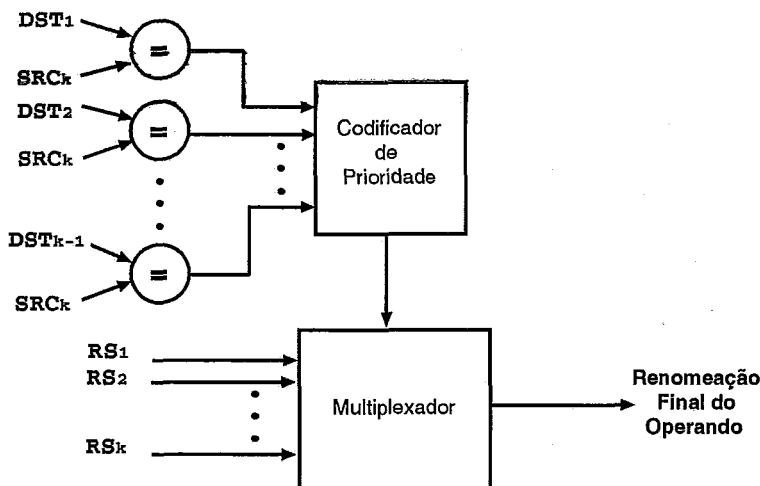 DST1
=
SRCk
DST2
=
SRCk
DSTk-1
=
SRCk
Codificador
de
Prioridade
RS1
RS2
RSk
Multiplexador
Renomeação
Final do
Operando